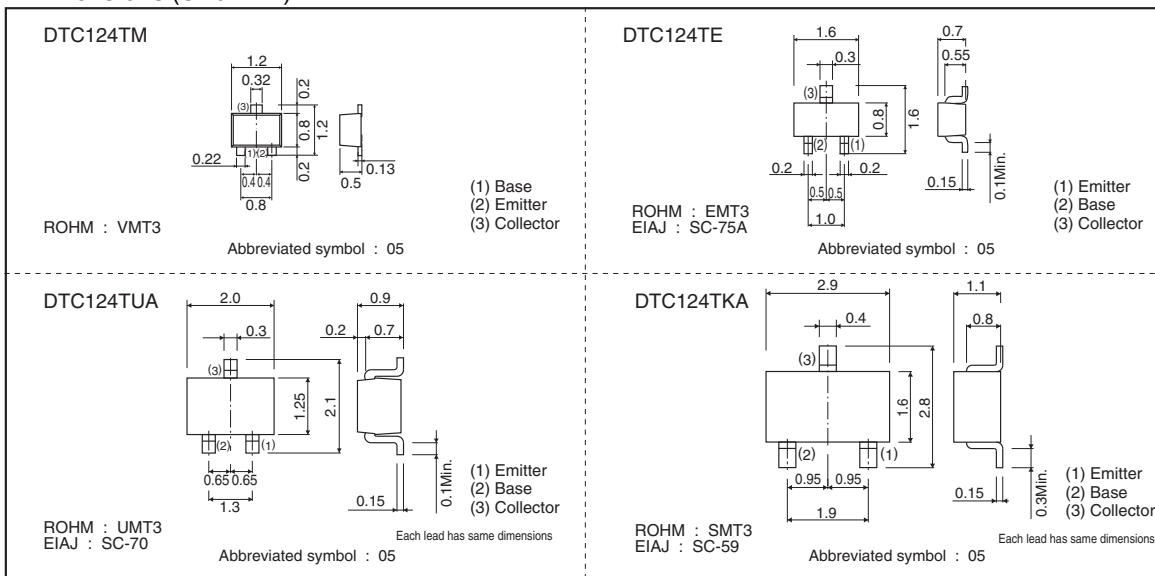 DTC124TM
1.2
0.32
0.2
(3)
0.8
1.2
(1) (2)
0.22
0.2
0.4 0.4
0.8
0.13
0.5
(1) Base
(2) Emitter
(3) Collector
ROHM : VMT3
Abbreviated symbol : 05
DTC124TE
1.6
0.3
0.7
0.55
(3)
0.8
1.6
(2) (1)
0.2 0.2
0.5 0.5
1.0
0.15
0.1Min.
(1) Emitter
(2) Base
(3) Collector
ROHM : EMT3
EIAJ : SC-75A
Abbreviated symbol : 05
DTC124TUA
2.0
0.3
0.9
0.2 0.7
(3)
1.25
2.1
(2) (1)
0.65 0.65
1.3
0.15
0.1Min.
(1) Emitter
(2) Base
(3) Collector
ROHM : UMT3
EIAJ : SC-70
Each lead has same dimensions
Abbreviated symbol : 05
DTC124TKA
2.9
0.4
1.1
0.8
(3)
1.6
2.8
(2) (1)
0.95 0.95
1.9
0.15
0.3Min.
(1) Emitter
(2) Base
(3) Collector
ROHM : SMT3
EIAJ : SC-59
Each lead has same dimensions
Abbreviated symbol : 05